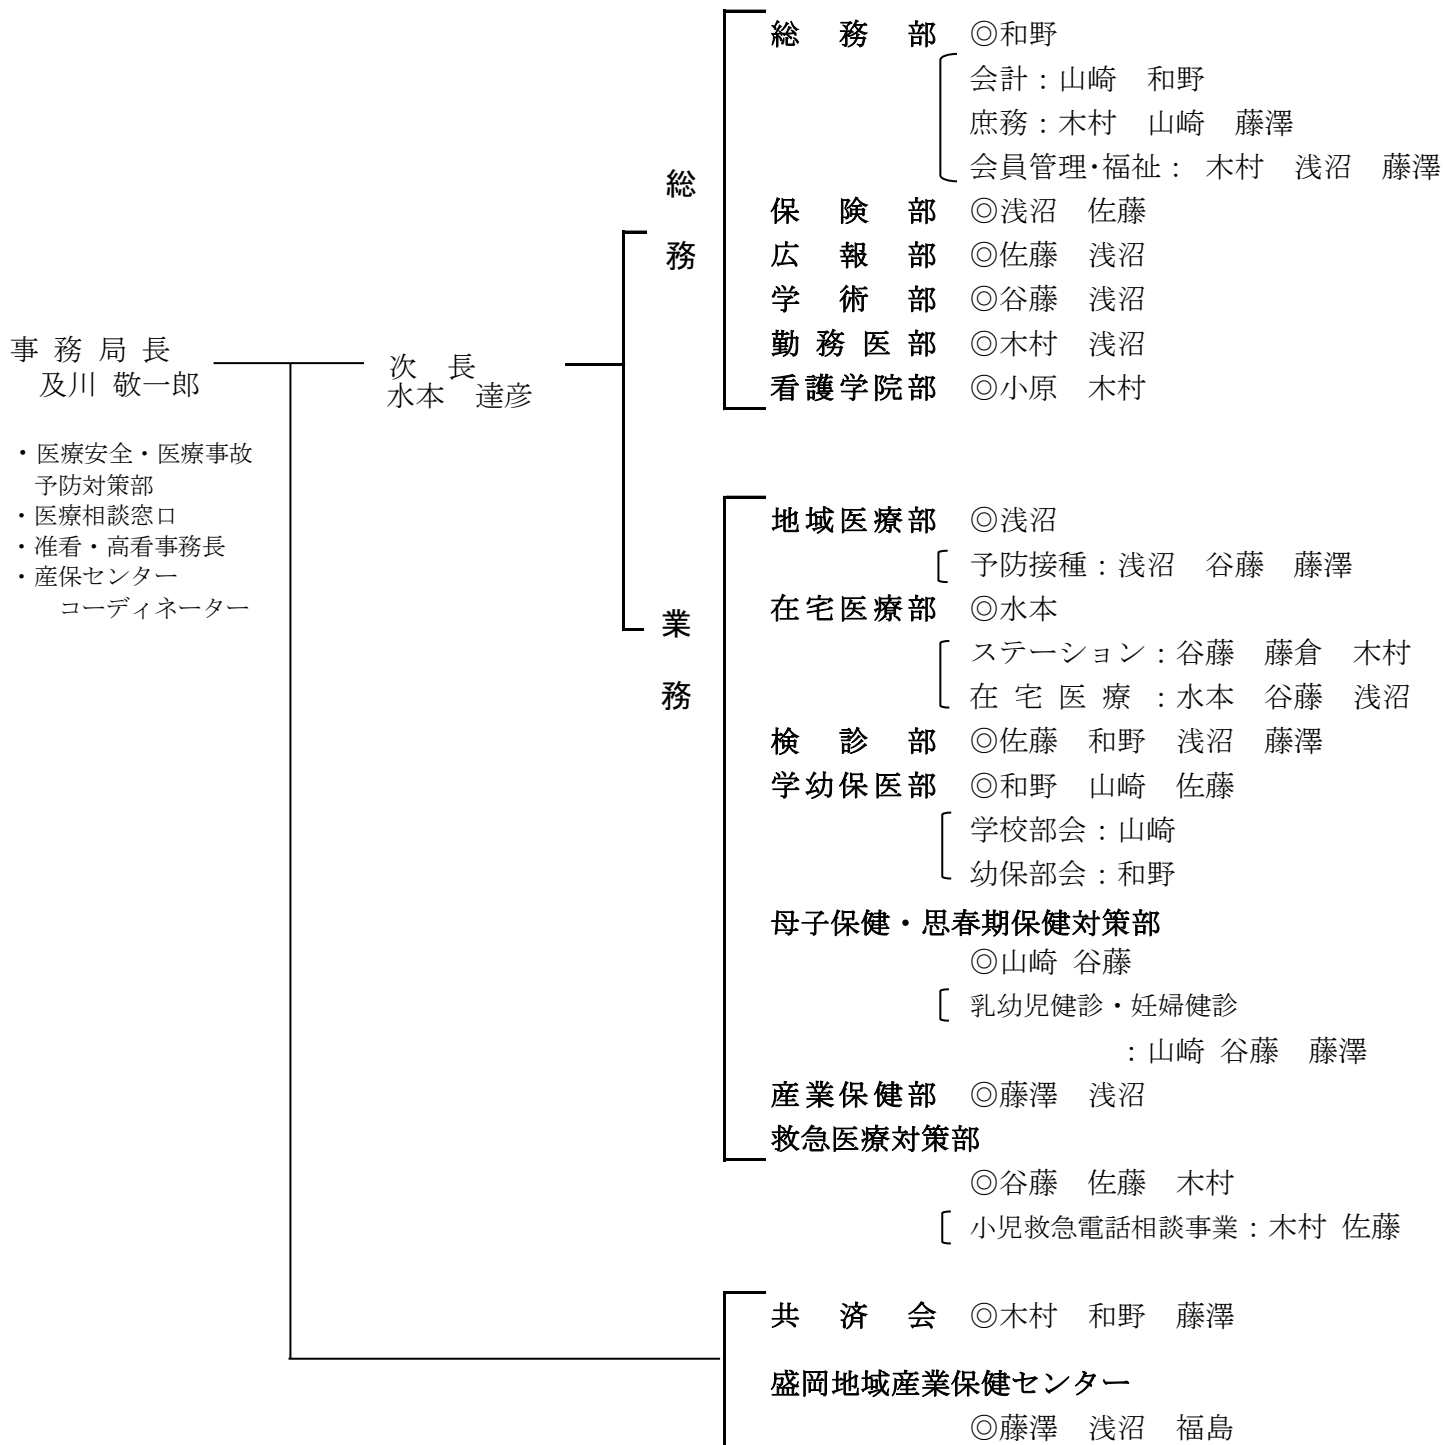 事務局長
及川 敬一郎
・医療安全・医療事故
予防対策部
・医療相談窓口
・准看・高看事務長
・産保センター
コーディネーター
次 長
水本 達彦
総務
総 務 部 ◎和野
会計：山崎 和野
庶務：木村 山崎 藤澤
会員管理･福祉： 木村 浅沼 藤澤
保 険 部 ◎浅沼 佐藤
広 報 部 ◎佐藤 浅沼
学 術 部 ◎谷藤 浅沼
勤務医部 ◎木村 浅沼
看護学院部 ◎小原 木村
業務
地域医療部 ◎浅沼
予防接種：浅沼 谷藤 藤澤
在宅医療部 ◎水本
ステーション：谷藤 藤倉 木村
在 宅 医 療 ：水本 谷藤 浅沼
検 診 部 ◎佐藤 和野 浅沼 藤澤
学幼保医部 ◎和野 山崎 佐藤
学校部会：山崎
幼保部会：和野
母子保健・思春期保健対策部
◎山崎 谷藤
乳幼児健診・妊婦健診
：山崎 谷藤 藤澤
産業保健部 ◎藤澤 浅沼
救急医療対策部
◎谷藤 佐藤 木村
小児救急電話相談事業：木村 佐藤
共 済 会 ◎木村 和野 藤澤
盛岡地域産業保健センター
◎藤澤 浅沼 福島